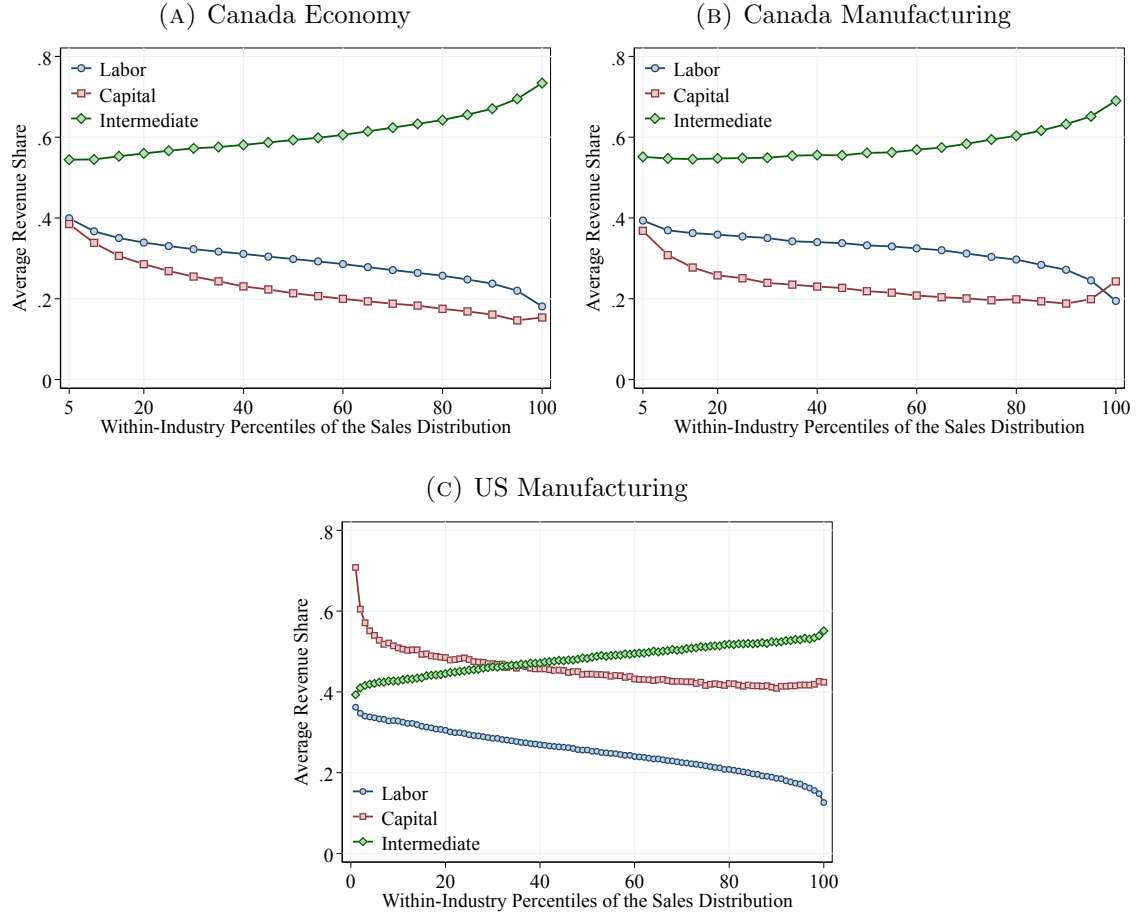 (A) Canada Economy
.8
.6
.4
.2
0
Average Revenue Share
Labor
Capital
Intermediate
5 20 40 60 80 100
Within-Industry Percentiles of the Sales Distribution
(B) Canada Manufacturing
.8
.6
.4
.2
0
Average Revenue Share
Labor
Capital
Intermediate
5 20 40 60 80 100
Within-Industry Percentiles of the Sales Distribution
(C) US Manufacturing
.8
.6
.4
.2
0
Average Revenue Share
Labor
Capital
Intermediate
0 20 40 60 80 100
Within-Industry Percentiles of the Sales Distribution